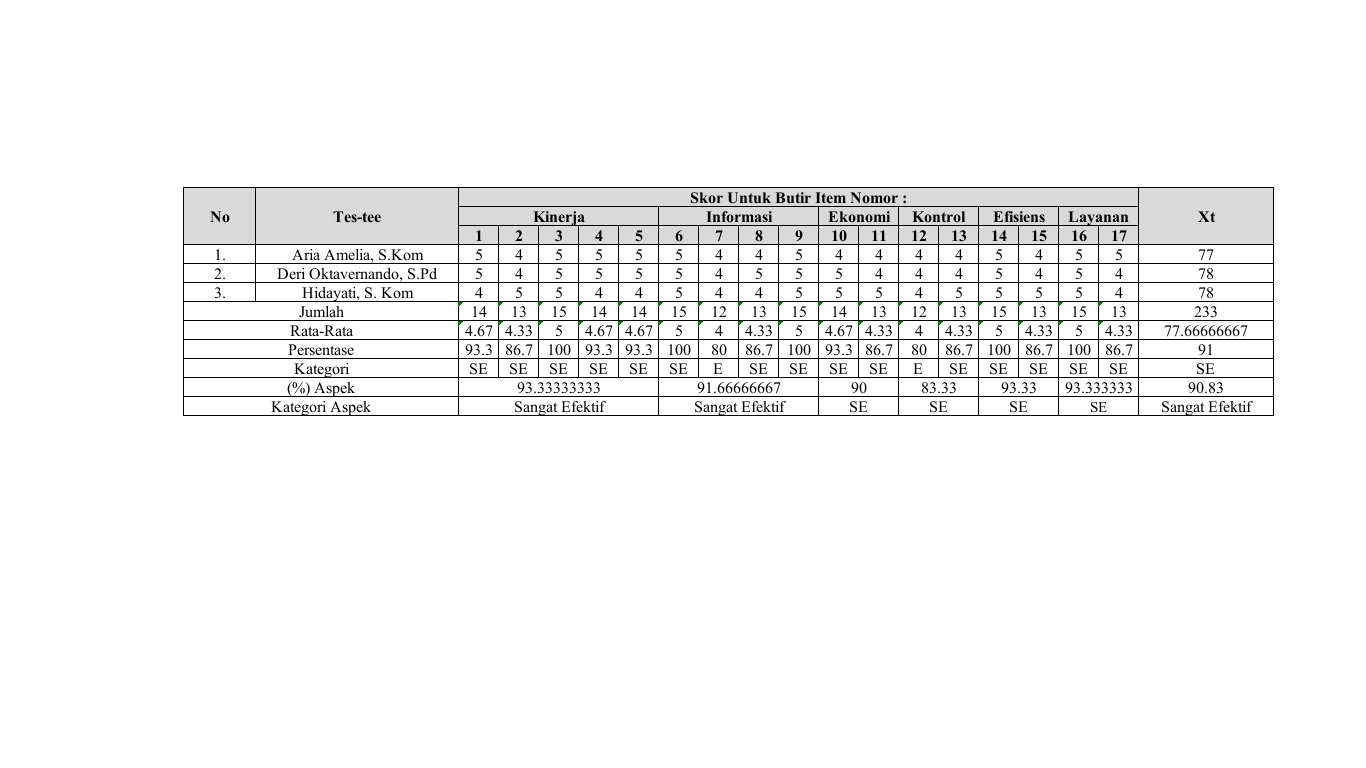 Skor Untuk Butir Item Nomor :
No Tes-tee Kinerja Informasi Ekonomi Kontrol Efisiens Layanan Xt
1 2 3 4 5 6 7 8 9 10 11 12 13 14 15 16 17
1. Aria Amelia, S.Kom 5 4 5 5 5 5 4 4 5 4 4 4 4 5 4 5 5 77
2. Deri Oktavernando, S.Pd 5 4 5 5 5 5 4 5 5 5 4 4 4 5 4 5 4 78
3. Hidayati, S. Kom 4 5 5 4 4 5 4 4 5 5 5 4 5 5 5 5 4 78
Jumlah 14 13 15 14 14 15 12 13 15 14 13 12 13 15 13 15 13 233
Rata-Rata 4.67 4.33 5 4.67 4.67 5 4 4.33 5 4.67 4.33 4 4.33 5 4.33 5 4.33 77.66666667
Persentase 93.3 86.7 100 93.3 93.3 100 80 86.7 100 93.3 86.7 80 86.7 100 86.7 100 86.7 91
Kategori SE SE SE SE SE SE E SE SE SE SE E SE SE SE SE SE SE
(%) Aspek 93.33333333 91.66666667 90 83.33 93.33 93.333333 90.83
Kategori Aspek Sangat Efektif Sangat Efektif SE SE SE SE Sangat Efektif